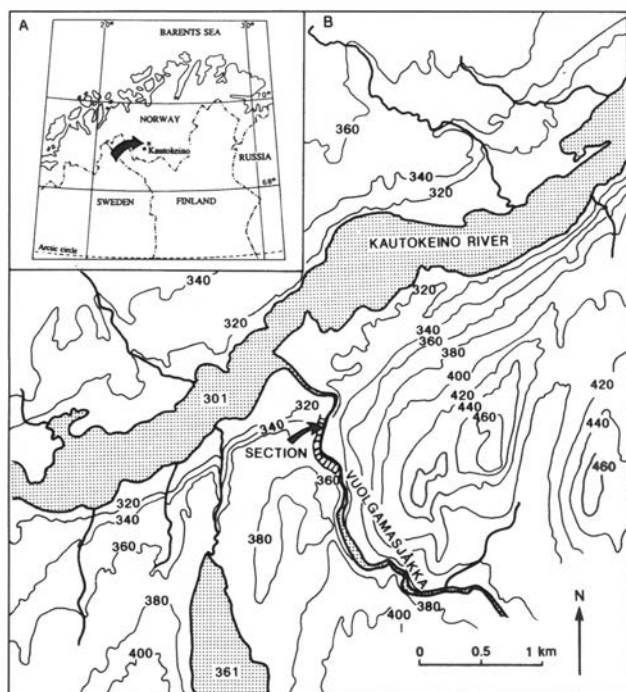 A
20°
30°
BARENTS SEA
70°
NORWAY
Kautokeino
RUSSIA
68°
SWEDEN
FINLAND
Arctic circle
B
360
340
320
KAUTOKEINO RIVER
340
320
320
340
360
380
400
420
440
460
420
440
460
301
320
340
SECTION
360
VUOLGAMASJÅKKA
320
340
360
380
380
400
380
400
361
N
0 0.5 1 km